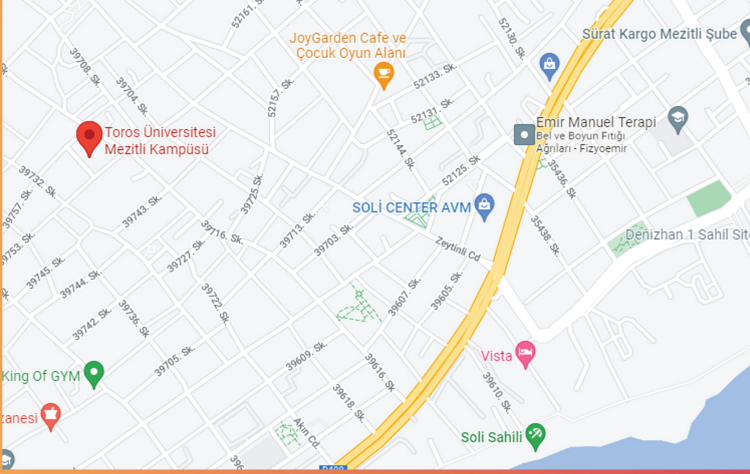 52161. Sk
52161. Sk
52130. Sk
JoyGarden Cafe ve
Çocuk Oyun Alanı
Sürat Kargo Mezitli Şube
39708. Sk.
39704. Sk.
52157. Sk.
52133. Sk.
52131. Sk.
52144. Sk.
Emir Manuel Terapi
Bel ve Boyun Fıtığı
Ağrıları - Fizyoemir
Toros Üniversitesi
Mezitli Kampüsü
39732. Sk
39757. Sk
39753. Sk
39743. Sk
39725. Sk
39716. Sk
39713. Sk
39703. Sk
52125. Sk
35436. Sk
35438. Sk
SOLİ CENTER AVM
Zeytinli Cd
Denizhan 1 Sahil Site
39745. Sk
39744. Sk
39727. Sk
39722. Sk
39742. Sk
39736. Sk
39705. Sk
39607. Sk
39605. Sk
39609. Sk
39616. Sk
39618. Sk
39610. Sk
Vista
King Of GYM
zanesi
Akın Cd.
Soli Sahili
D400